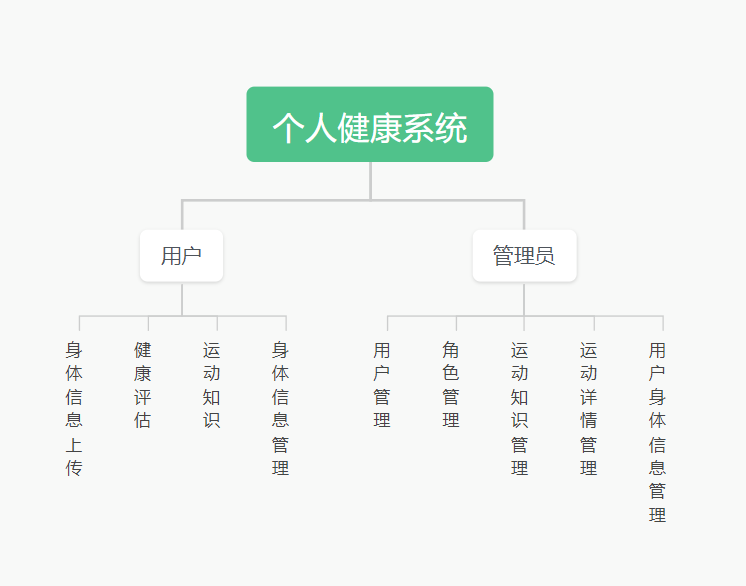 个人健康系统
用户
管理员
身体信息上传
健康评估
运动知识
身体信息管理
用户管理
角色管理
运动知识管理
运动详情管理
用户身体信息管理